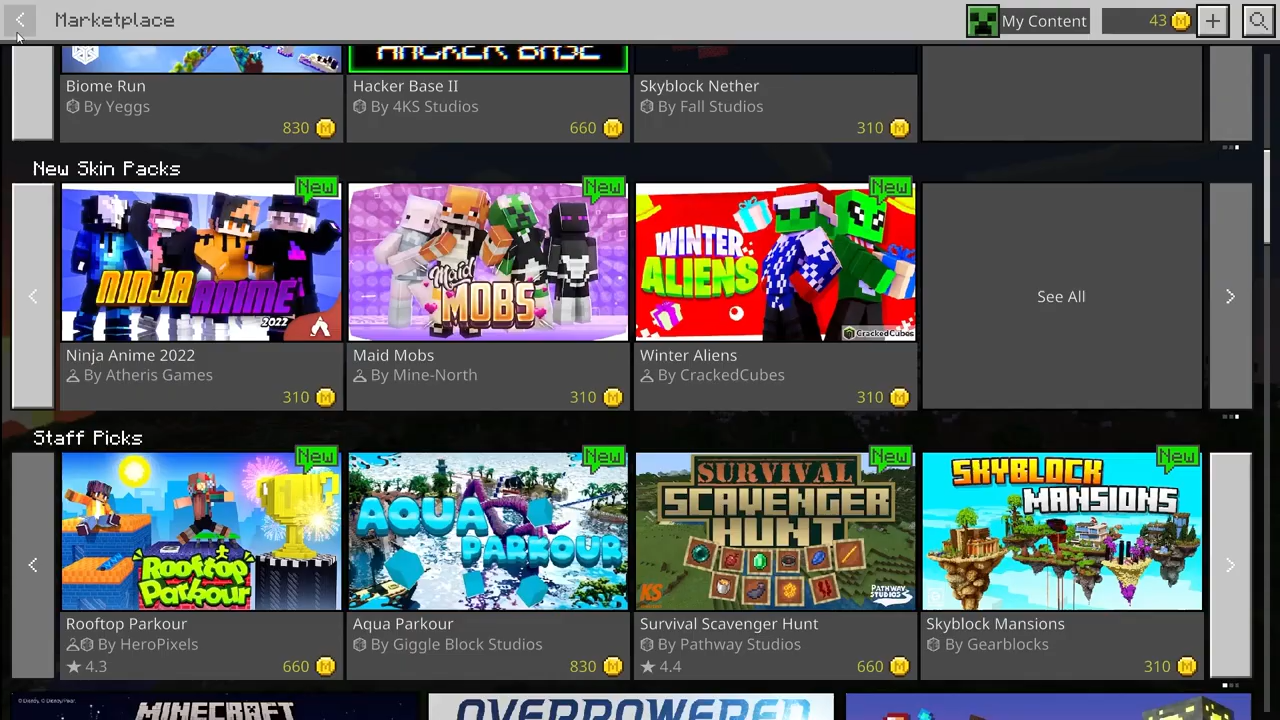 Marketplace
My Content
43
HACKER BASE
Biome Run
By Yeggs
830
Hacker Base II
By 4KS Studios
660
Skyblock Nether
By Fall Studios
310
New Skin Packs
New
NINJA ANIME
2022
Ninja Anime 2022
By Atheris Games
310
New
Maid
MOBS
Maid Mobs
By Mine-North
310
New
WINTER
ALIENS
CrackedCubes
Winter Aliens
By CrackedCubes
310
See All
Staff Picks
New
Rooftop
Parkour
Rooftop Parkour
By HeroPixels
4.3
660
New
AQUA
PARKOUR
Aqua Parkour
By Giggle Block Studios
830
New
SURVIVAL
SCAVENGER
HUNT
KS
PATHWAY
STUDIOS
Survival Scavenger Hunt
By Pathway Studios
4.4
660
New
SKYBLOCK
MANSIONS
Skyblock Mansions
By Gearblocks
310
MINECRAFT
OVERPOWERED